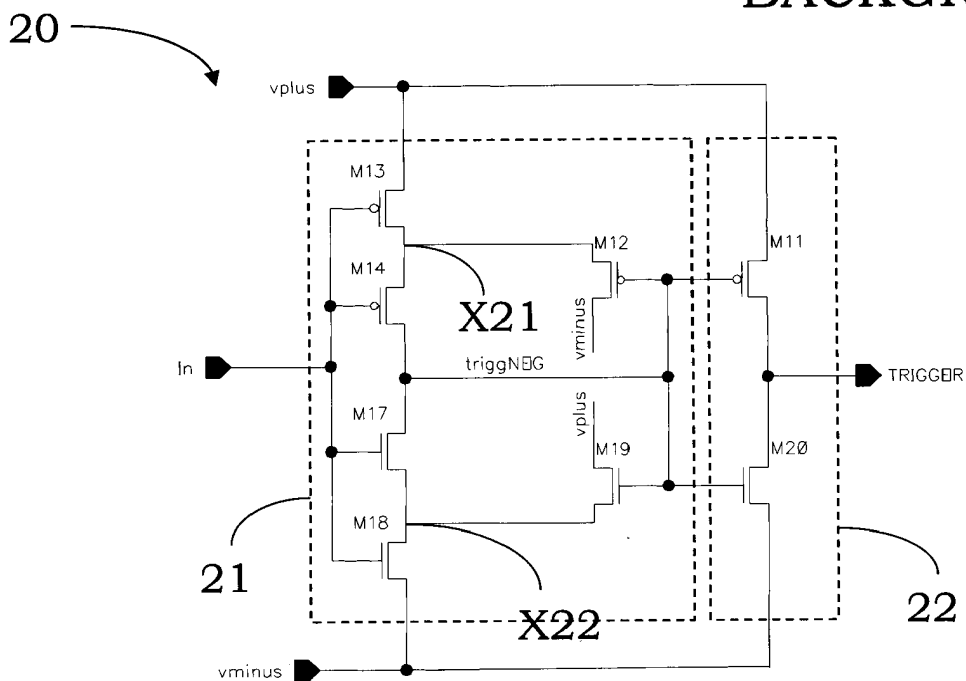 BACKGR
20
vplus
M13
M12
M11
M14
X21
vminus
In
triggNEG
TRIGGER
M17
vplus
M19
M20
M18
21
X22
22
vminus